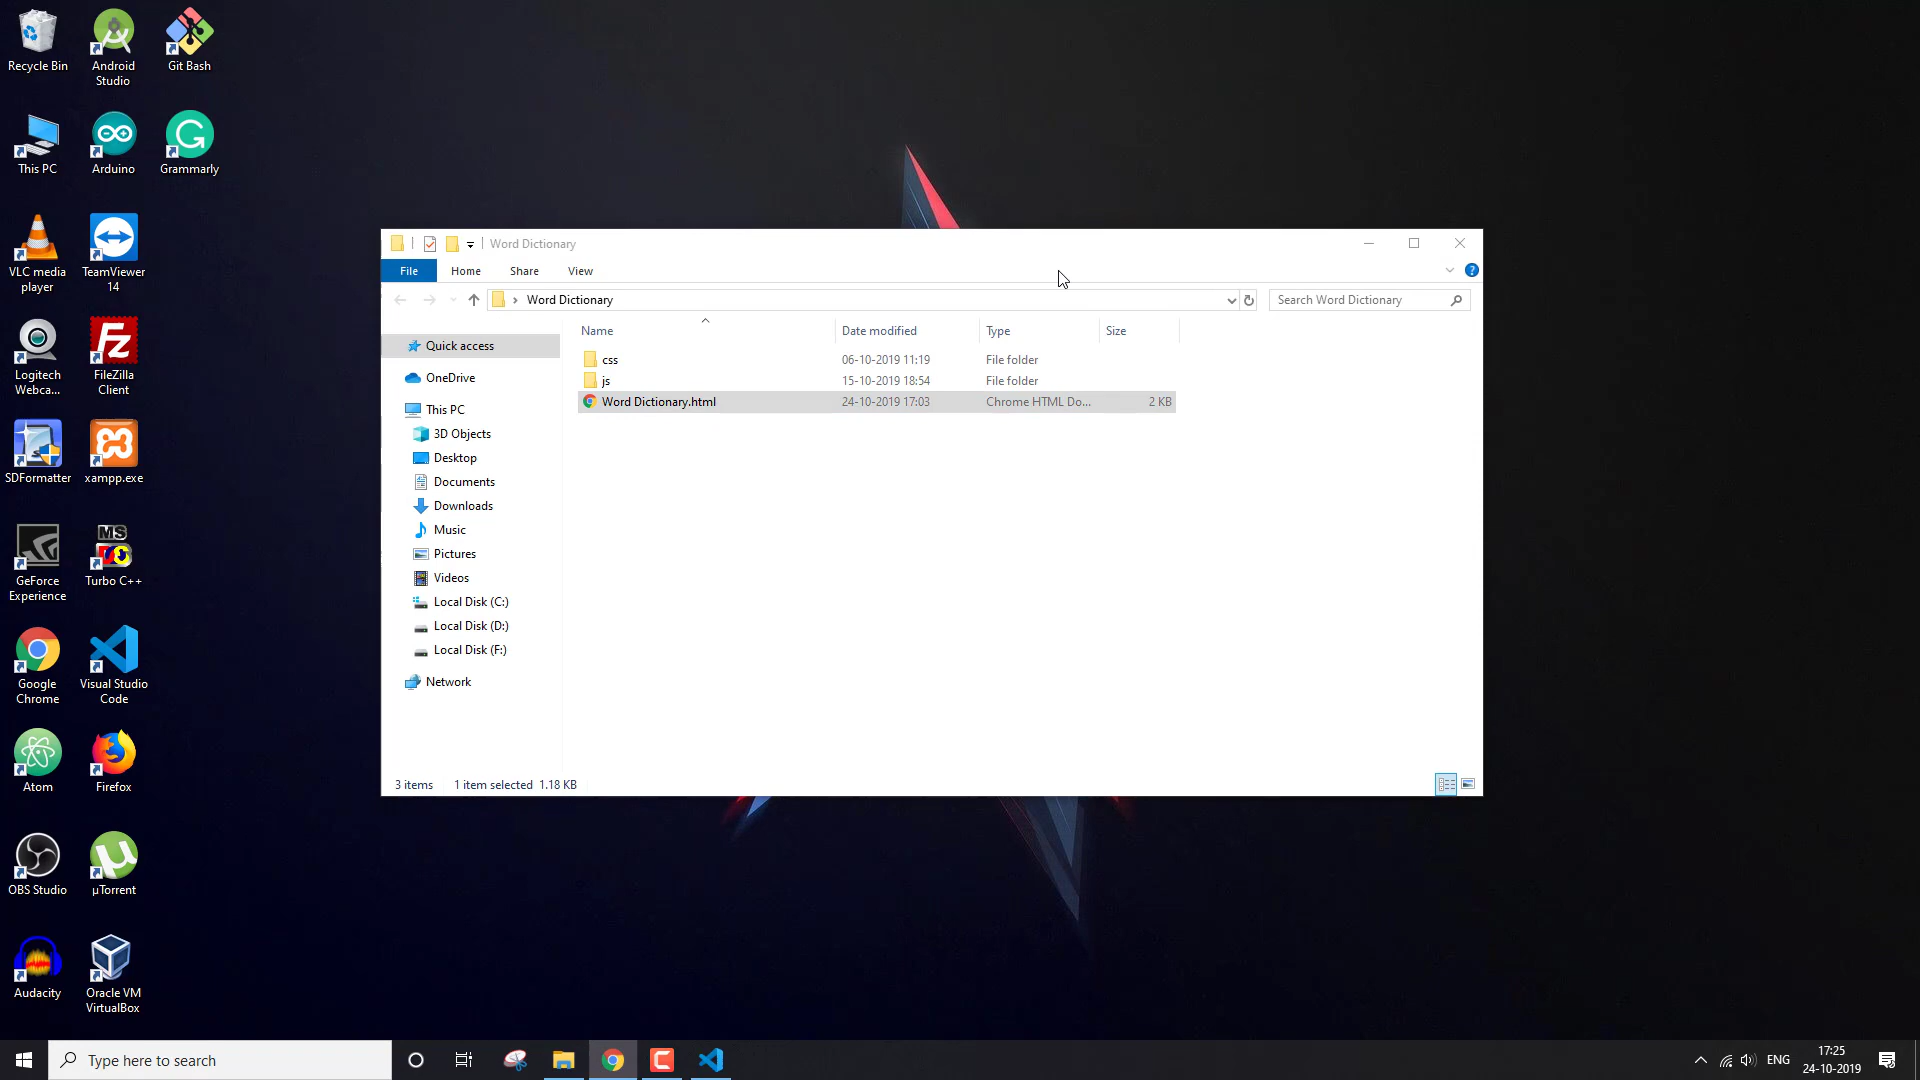 Recycle Bin
Android
Studio
Git Bash
This PC
Arduino
Grammarly
VLC media
player
TeamViewer
14
Logitech
Webca...
FileZilla
Client
SDFormatter
xampp.exe
GeForce
Experience
Turbo C++
Google
Chrome
Visual Studio
Code
Atom
Firefox
OBS Studio
µTorrent
Audacity
Oracle VM
VirtualBox
Word Dictionary
File Home Share View
Word Dictionary
Search Word Dictionary
Name Date modified Type Size
css 06-10-2019 11:19 File folder
js 15-10-2019 18:54 File folder
Word Dictionary.html 24-10-2019 17:03 Chrome HTML Do... 2 KB
Quick access
OneDrive
This PC
3D Objects
Desktop
Documents
Downloads
Music
Pictures
Videos
Local Disk (C:)
Local Disk (D:)
Local Disk (F:)
Network
3 items 1 item selected 1.18 KB
Type here to search
ENG
17:25
24-10-2019